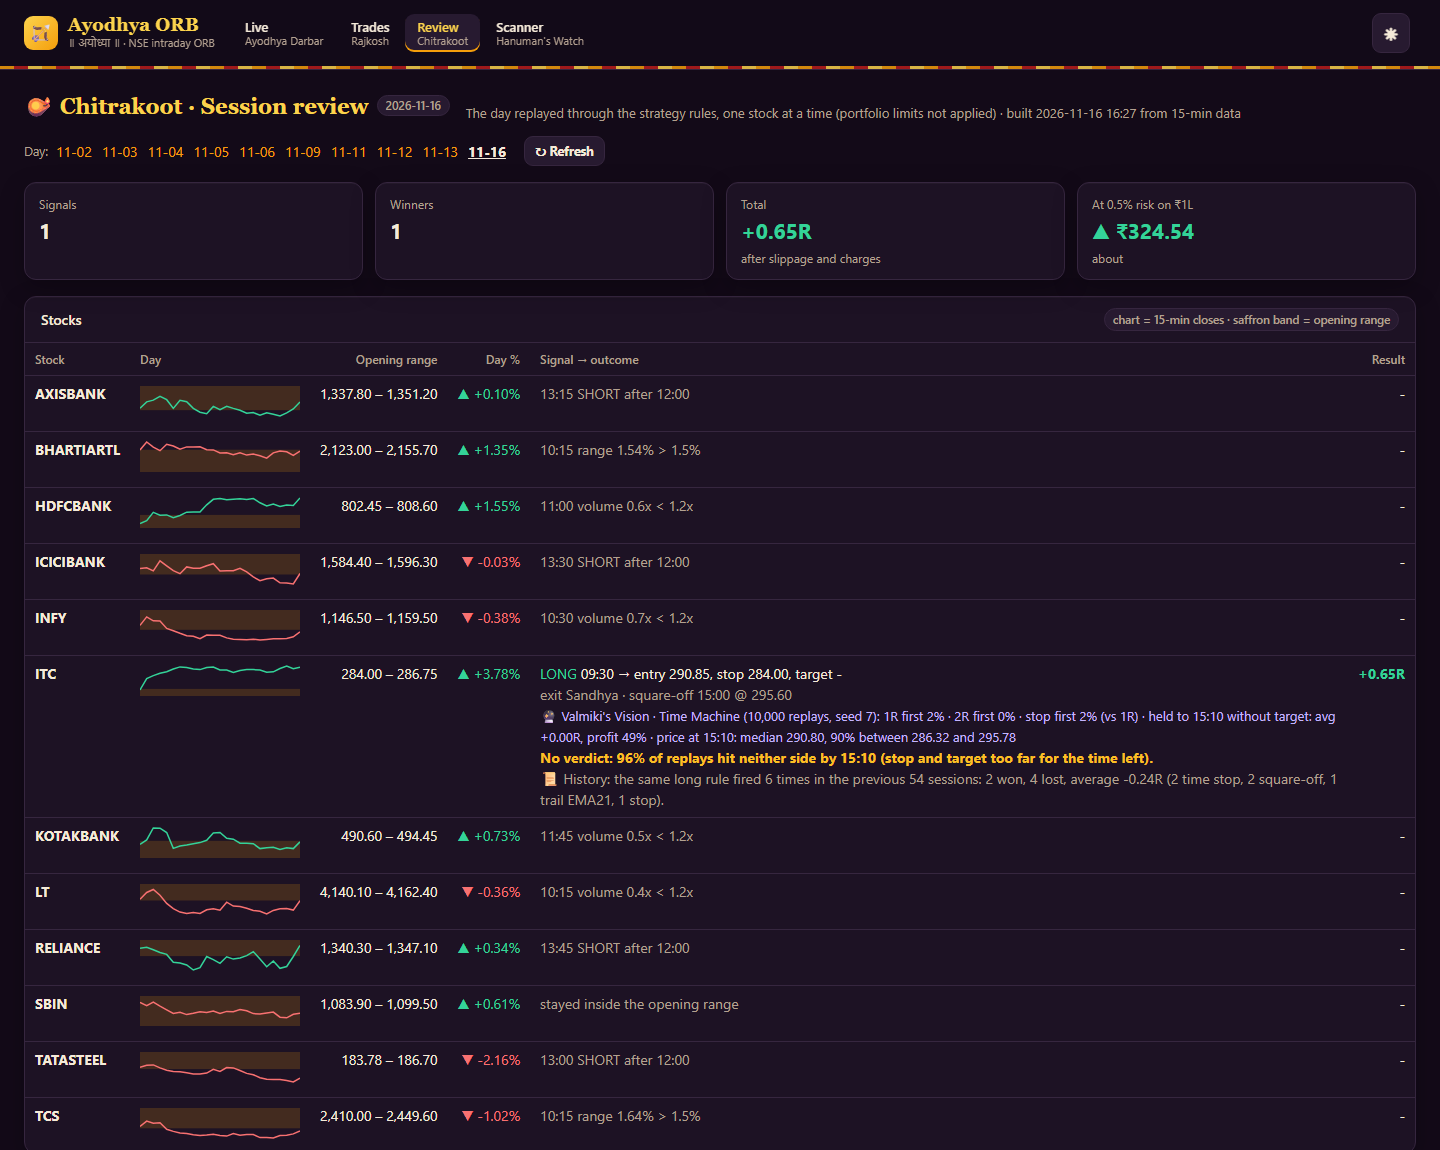 Ayodhya ORB
॥ अयोध्या ॥ · NSE intraday ORB
Live
Ayodhya Darbar
Trades
Rajkosh
Review
Chitrakoot
Scanner
Hanuman's Watch
Chitrakoot · Session review
2026-11-16
The day replayed through the strategy rules, one stock at a time (portfolio limits not applied) · built 2026-11-16 16:27 from 15-min data
Day: 11-02 11-03 11-04 11-05 11-06 11-09 11-11 11-12 11-13 11-16 ↻ Refresh
Signals
1
Winners
1
Total
+0.65R
after slippage and charges
At 0.5% risk on ₹1L
▲ ₹324.54
about
Stocks
chart = 15-min closes · saffron band = opening range
Stock Day Opening range Day % Signal → outcome Result
AXISBANK 1,337.80 – 1,351.20 ▲ +0.10% 13:15 SHORT after 12:00 -
BHARTIARTL 2,123.00 – 2,155.70 ▲ +1.35% 10:15 range 1.54% > 1.5% -
HDFCBANK 802.45 – 808.60 ▲ +1.55% 11:00 volume 0.6x < 1.2x -
ICICIBANK 1,584.40 – 1,596.30 ▼ -0.03% 13:30 SHORT after 12:00 -
INFY 1,146.50 – 1,159.50 ▼ -0.38% 10:30 volume 0.7x < 1.2x -
ITC 284.00 – 286.75 ▲ +3.78% LONG 09:30 → entry 290.85, stop 284.00, target - +0.65R
exit Sandhya · square-off 15:00 @ 295.60
Valmiki's Vision · Time Machine (10,000 replays, seed 7): 1R first 2% · 2R first 0% · stop first 2% (vs 1R) · held to 15:10 without target: avg
+0.00R, profit 49% · price at 15:10: median 290.80, 90% between 286.32 and 295.78
No verdict: 96% of replays hit neither side by 15:10 (stop and target too far for the time left).
History: the same long rule fired 6 times in the previous 54 sessions: 2 won, 4 lost, average -0.24R (2 time stop, 2 square-off, 1
trail EMA21, 1 stop).
KOTAKBANK 490.60 – 494.45 ▲ +0.73% 11:45 volume 0.5x < 1.2x -
LT 4,140.10 – 4,162.40 ▼ -0.36% 10:15 volume 0.4x < 1.2x -
RELIANCE 1,340.30 – 1,347.10 ▲ +0.34% 13:45 SHORT after 12:00 -
SBIN 1,083.90 – 1,099.50 ▲ +0.61% stayed inside the opening range -
TATASTEEL 183.78 – 186.70 ▼ -2.16% 13:00 SHORT after 12:00 -
TCS 2,410.00 – 2,449.60 ▼ -1.02% 10:15 range 1.64% > 1.5% -